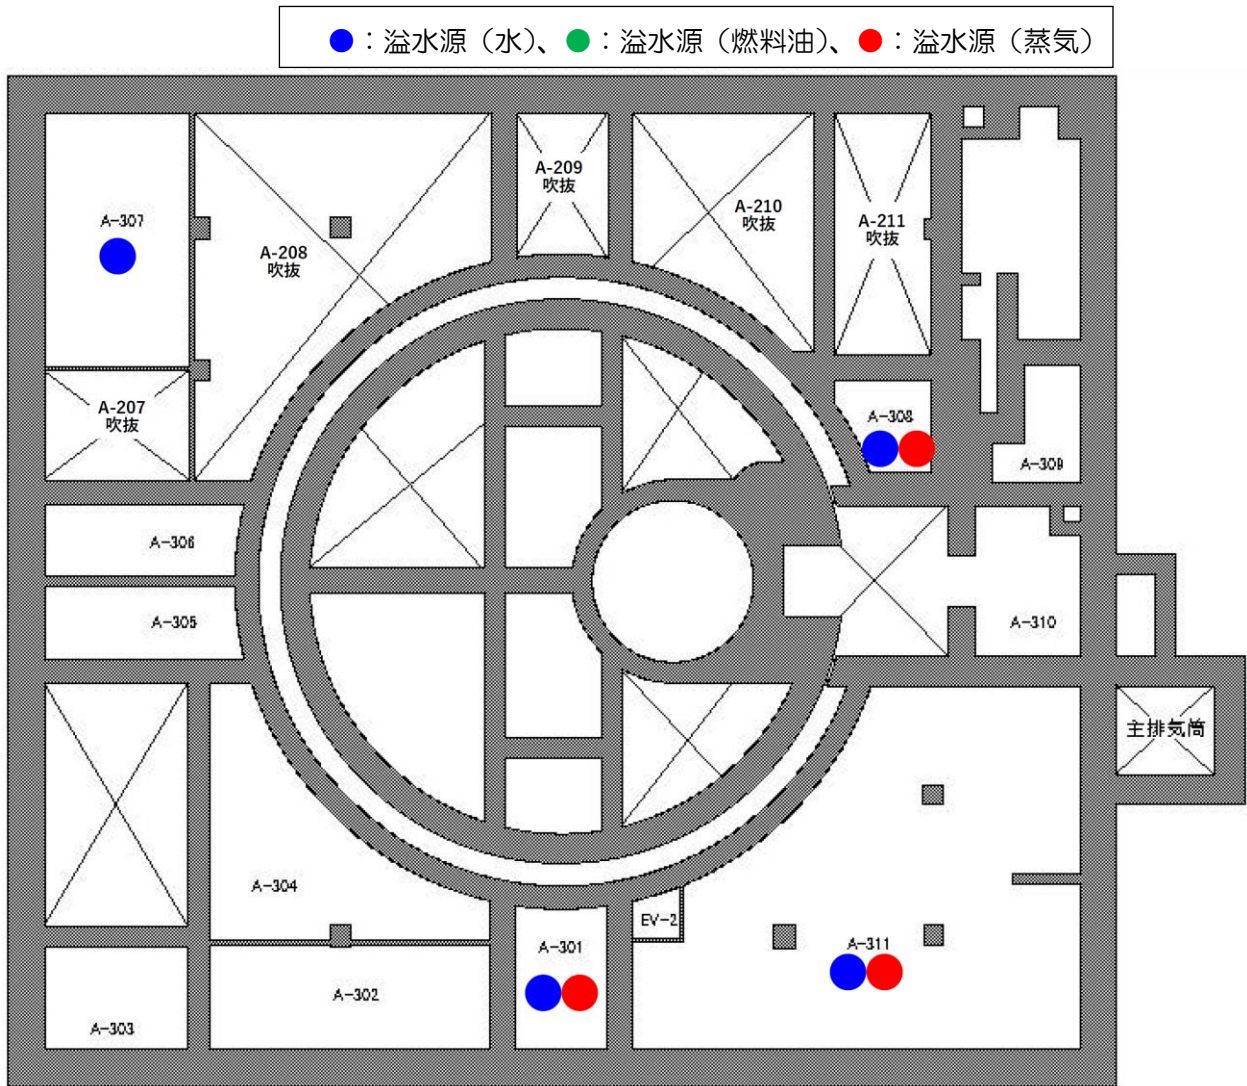 ●：溢水源（水）、●：溢水源（燃料油）、●：溢水源（蒸気）
A-307
A-208
吹抜
A-209
吹抜
A-210
吹抜
A-211
吹抜
A-207
吹抜
A-308
A-309
A-306
A-305
A-310
主排気筒
A-304
EV-2
A-301
A-311
A-302
A-303